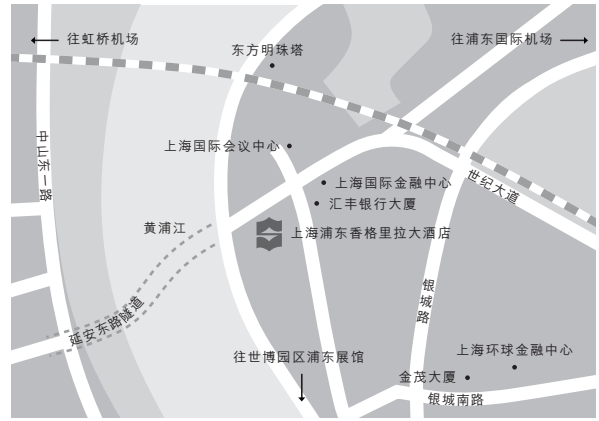 往虹桥机场
往浦东国际机场
东方明珠塔
中山东一路
上海国际会议中心
上海国际金融中心
世纪大道
汇丰银行大厦
黄浦江
上海浦东香格里拉大酒店
银城路
延安东路隧道
往世博园区浦东展馆
上海环球金融中心
金茂大厦
银城南路